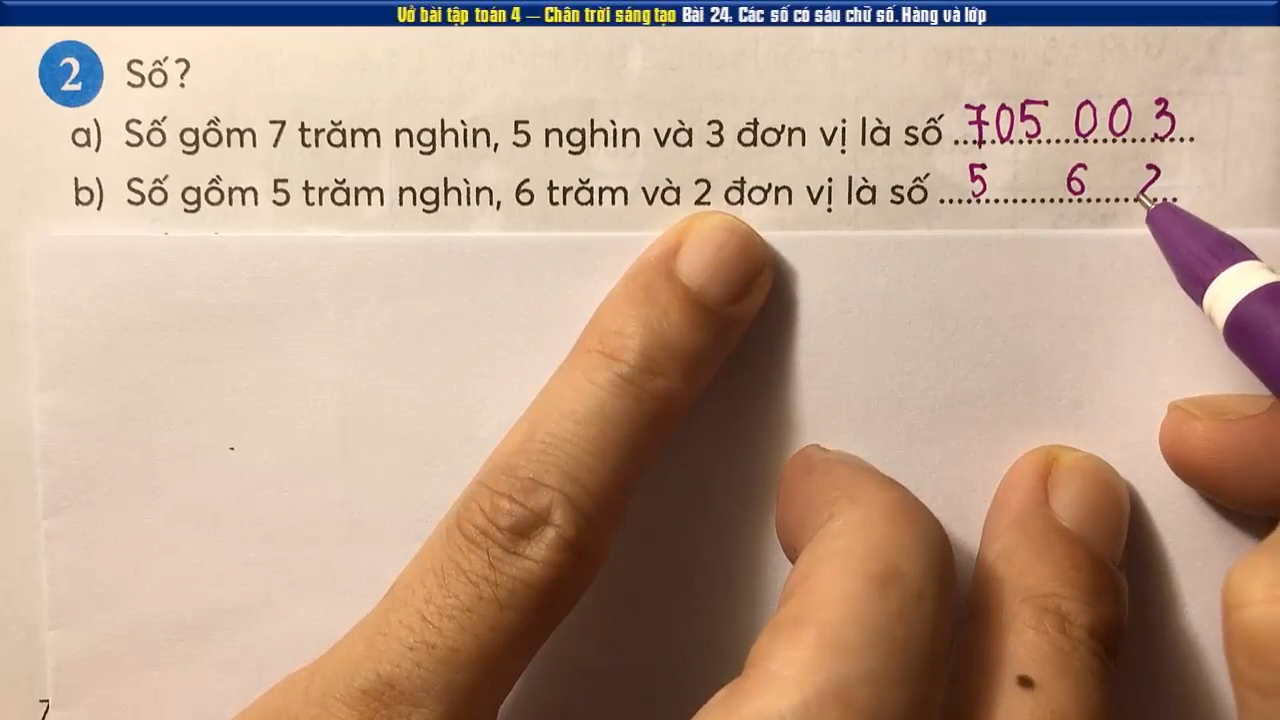 Vở bài tập toán 4 – Chân trời sáng tạo Bài 24. Các số có sáu chữ số. Hàng và lớp
2 Số?
a) Số gồm 7 trăm nghìn, 5 nghìn và 3 đơn vị là số 705 003
b) Số gồm 5 trăm nghìn, 6 trăm và 2 đơn vị là số 5 6 2
7